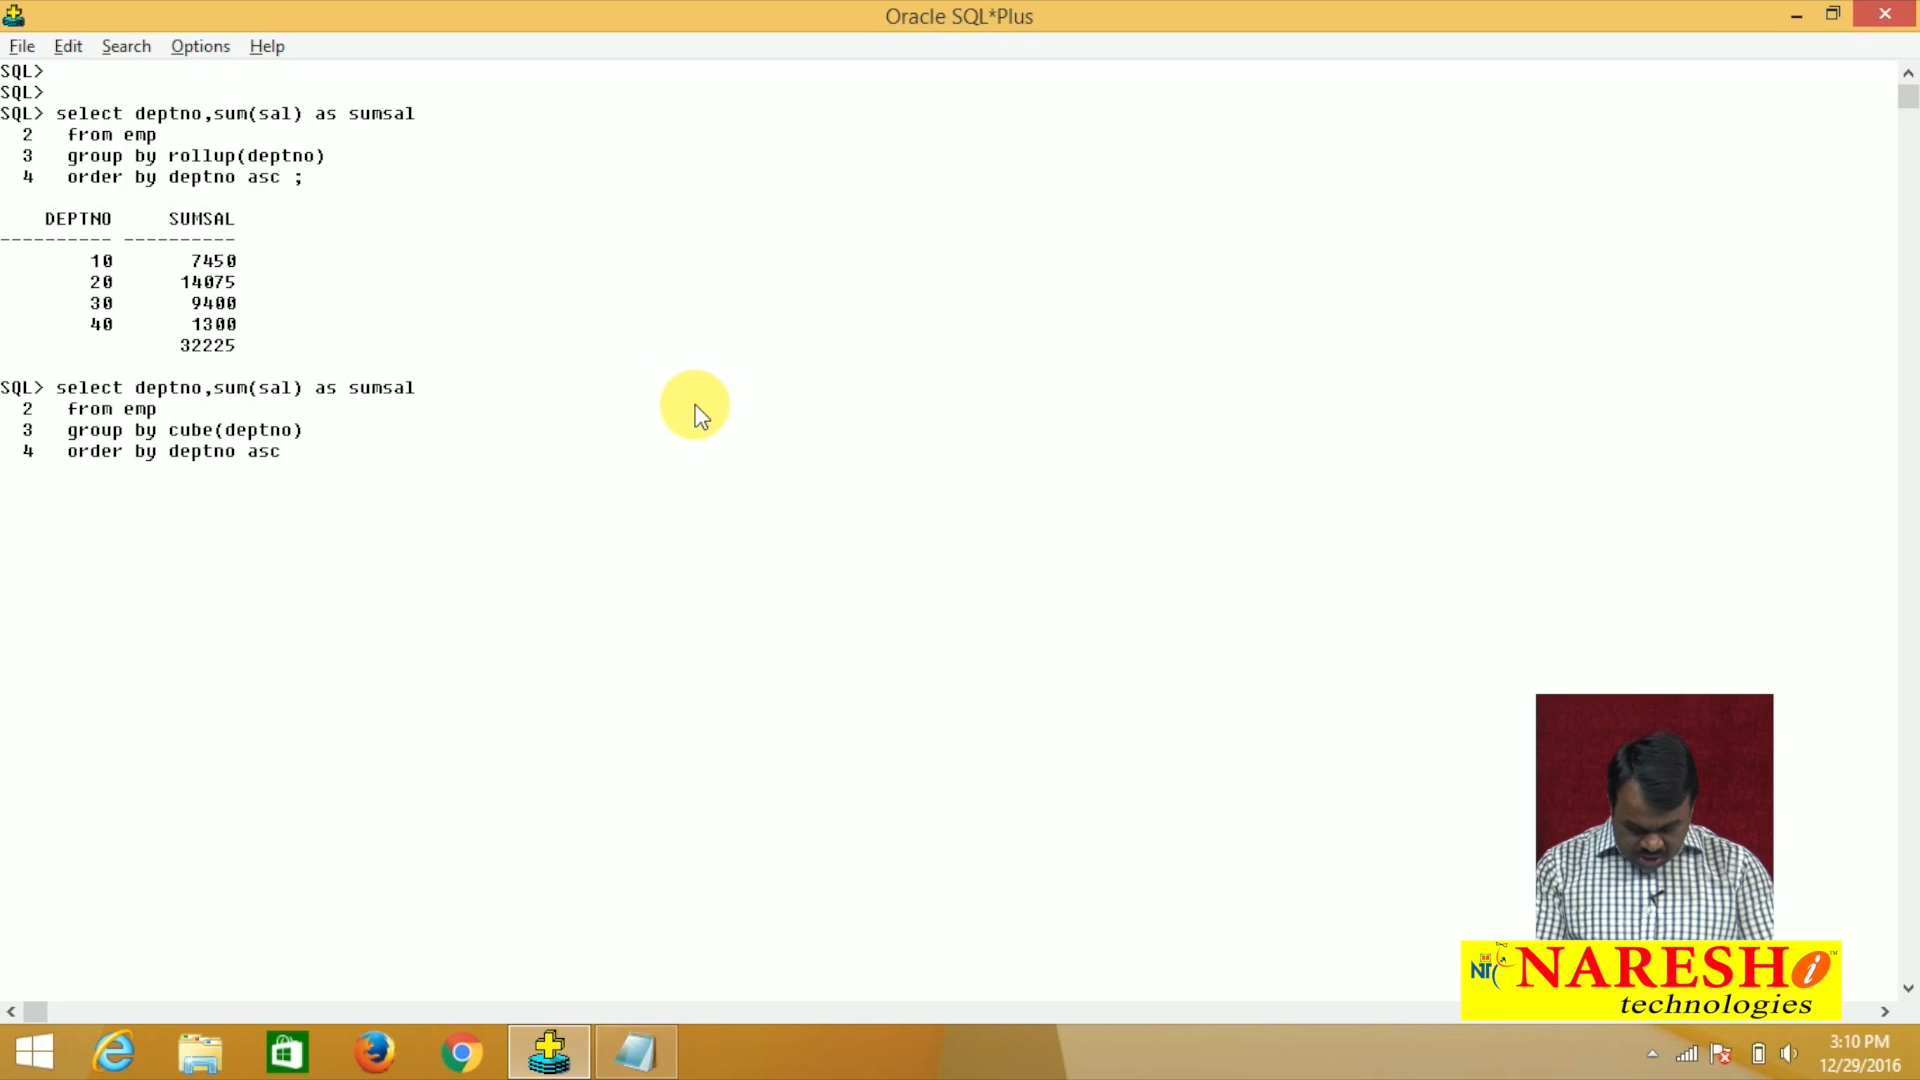 Oracle SQL*Plus
File Edit Search Options Help
SQL>
SQL>
SQL> select deptno,sum(sal) as sumsal
2 from emp
3 group by rollup(deptno)
4 order by deptno asc ;
DEPTNO SUMSAL
---------- ----------
10 7450
20 14075
30 9400
40 1300
32225
SQL> select deptno,sum(sal) as sumsal
2 from emp
3 group by cube(deptno)
4 order by deptno asc
NT NARESH i ™
technologies
3:10 PM
12/29/2016